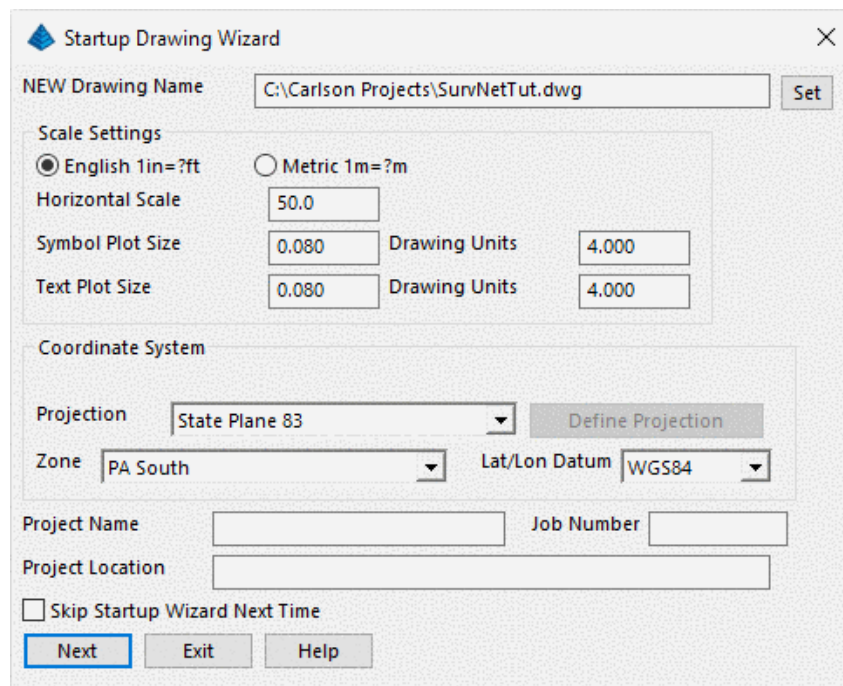 Startup Drawing Wizard
NEW Drawing Name C:\Carlson Projects\SurvNetTut.dwg Set
Scale Settings
English 1in=?ft Metric 1m=?m
Horizontal Scale 50.0
Symbol Plot Size 0.080 Drawing Units 4.000
Text Plot Size 0.080 Drawing Units 4.000
Coordinate System
Projection State Plane 83 Define Projection
Zone PA South Lat/Lon Datum WGS84
Project Name Job Number
Project Location
Skip Startup Wizard Next Time
Next Exit Help